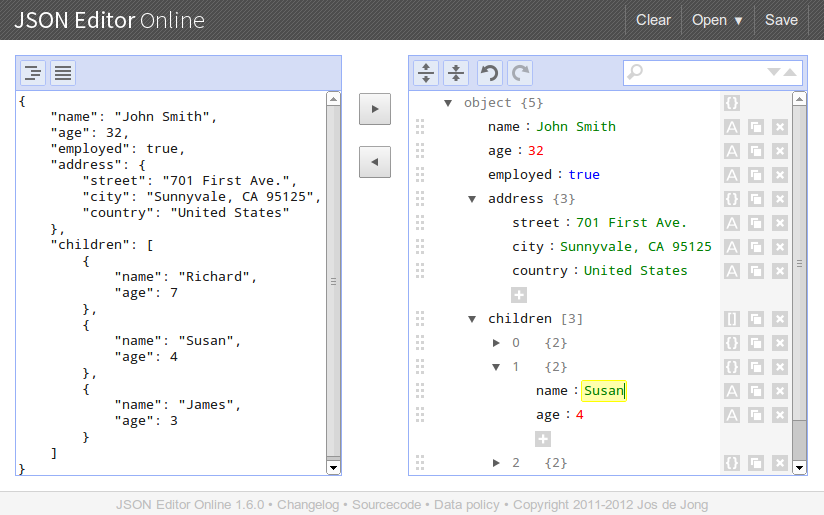 JSON Editor Online
Clear
Open ▼
Save
{
    "name": "John Smith",
    "age": 32,
    "employed": true,
    "address": {
        "street": "701 First Ave.",
        "city": "Sunnyvale, CA 95125",
        "country": "United States"
    },
    "children": [
        {
            "name": "Richard",
            "age": 7
        },
        {
            "name": "Susan",
            "age": 4
        },
        {
            "name": "James",
            "age": 3
        }
    ]
}
object {5} {}
name : John Smith A
age : 32 A
employed : true A
address {3} {}
street : 701 First Ave. A
city : Sunnyvale, CA 95125 A
country : United States A
children [3] []
0 {2} {}
1 {2} {}
name : Susan A
age : 4 A
2 {2} {}
JSON Editor Online 1.6.0 • Changelog • Sourcecode • Data policy • Copyright 2011-2012 Jos de Jong